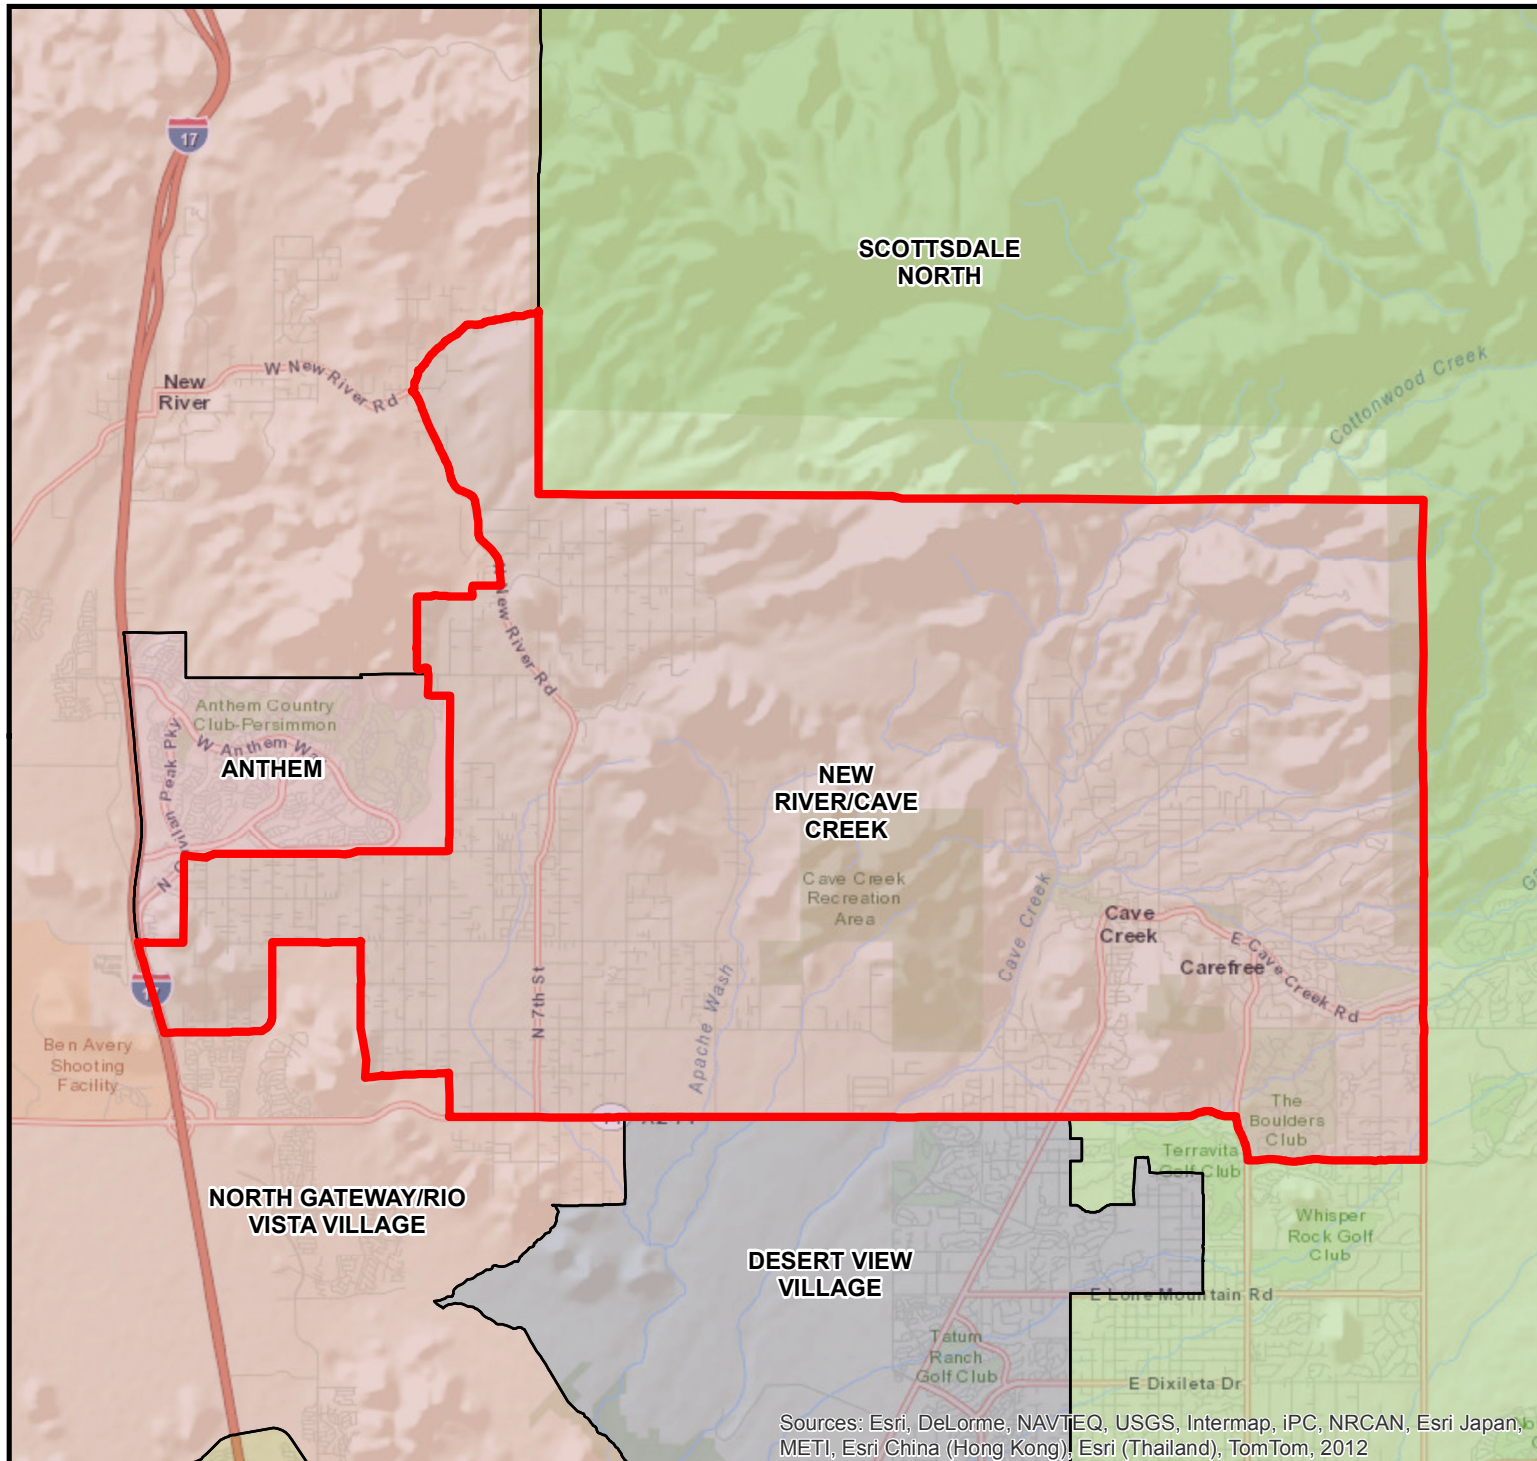 17
SCOTTSDALE
NORTH
Cottonwood Creek
W New River Rd
New
River
N New River Rd
Anthem Country
Club-Persimmon
W Anthem Wa
ANTHEM
N Gavilan Peak Pky
NEW
RIVER/CAVE
CREEK
Cave Creek
Recreation
Area
Cave Creek
Cave
Creek
Carefree
E Cave Creek Rd
N 7th St
Apache Wash
Ben Avery
Shooting
Facility
The
Boulders
Club
Terravita
Golf Club
NORTH GATEWAY/RIO
VISTA VILLAGE
Whisper
Rock Golf
Club
DESERT VIEW
VILLAGE
E Lone Mountain Rd
Tatum
Ranch
Golf Club
E Dixileta Dr
Sources: Esri, DeLorme, NAVTEQ, USGS, Intermap, iPC, NRCAN, Esri Japan,
METI, Esri China (Hong Kong), Esri (Thailand), TomTom, 2012